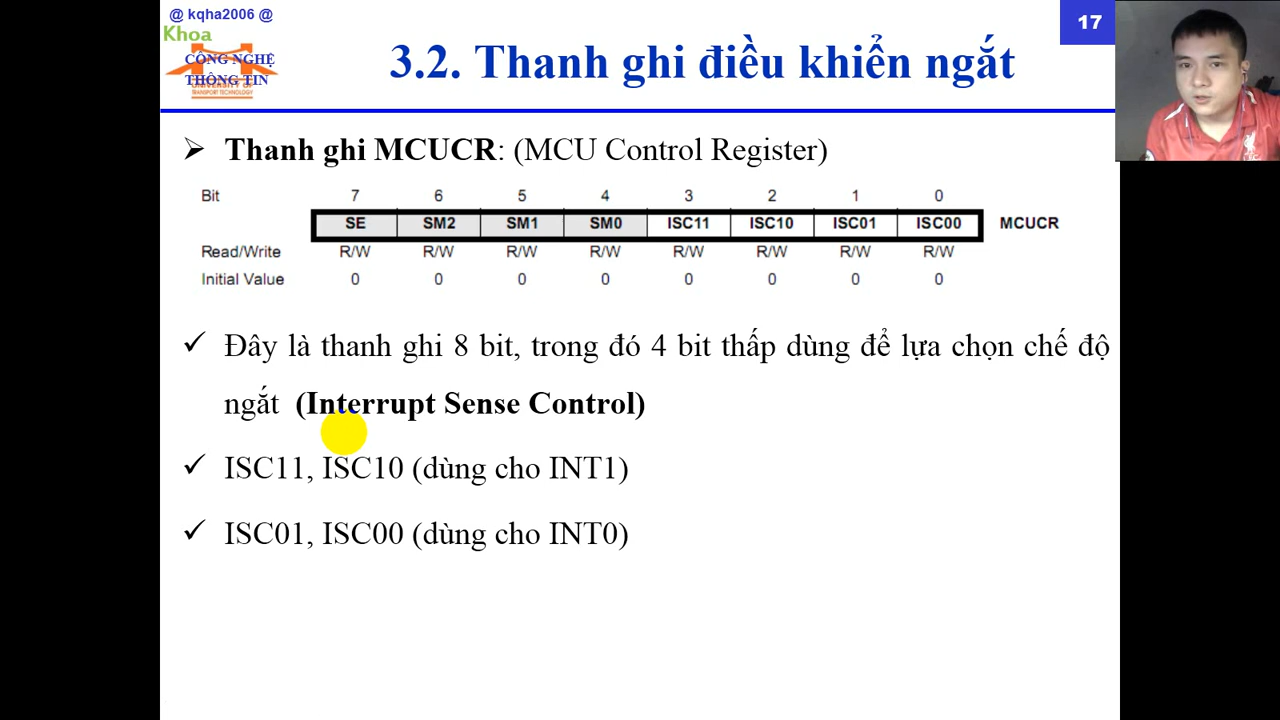 @ kqha2006 @
Khoa
CÔNG NGHỆ
THÔNG TIN
UNIVERSITY OF
TRANSPORT TECHNOLOGY
3.2. Thanh ghi điều khiển ngắt
17
➢ Thanh ghi MCUCR: (MCU Control Register)
Bit 7 6 5 4 3 2 1 0
SE SM2 SM1 SM0 ISC11 ISC10 ISC01 ISC00 MCUCR
Read/Write R/W R/W R/W R/W R/W R/W R/W R/W
Initial Value 0 0 0 0 0 0 0 0
✓ Đây là thanh ghi 8 bit, trong đó 4 bit thấp dùng để lựa chọn chế độ
ngắt (Interrupt Sense Control)
✓ ISC11, ISC10 (dùng cho INT1)
✓ ISC01, ISC00 (dùng cho INT0)